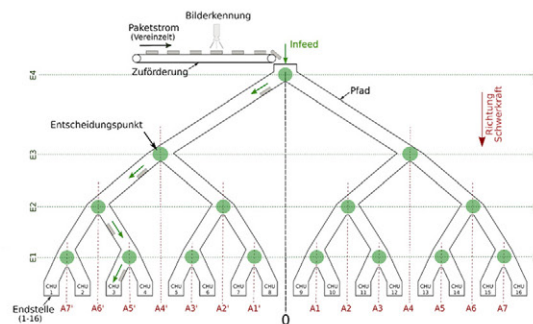 Bilderkennung
Paketstrom
(Vereinzelt)
Infeed
Zuförderung
E4
Pfad
Richtung
Schwerkraft
Entscheidungspunkt
E3
E2
E1
CHU 1
CHU 2
CHU 3
CHU 4
CHU 5
CHU 6
CHU 7
CHU 8
CHU 9
CHU 10
CHU 11
CHU 12
CHU 13
CHU 14
CHU 15
CHU 16
Endstelle
(1-16)
A7' A6' A5' A4' A3' A2' A1' 0 A1 A2 A3 A4 A5 A6 A7